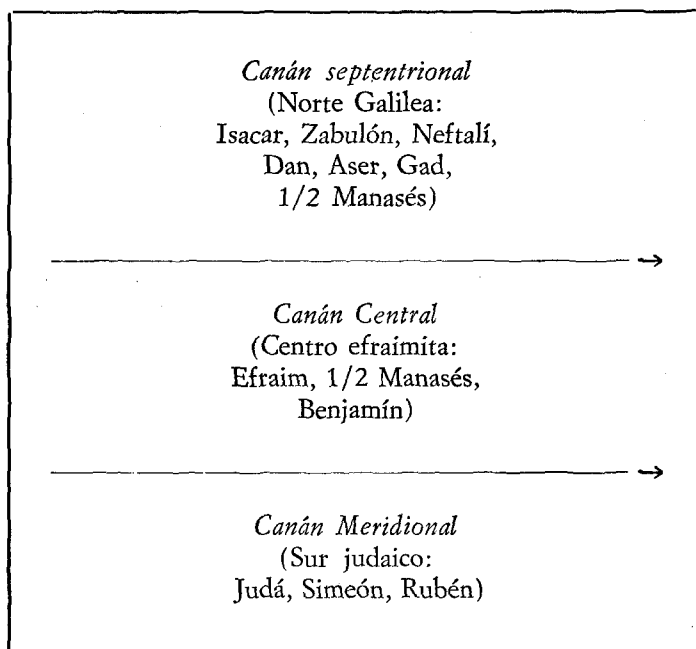 Canán septentrional
(Norte Galilea:
Isacar, Zabulón, Neftalí,
Dan, Aser, Gad,
1/2 Manasés)
Canán Central
(Centro efraimita:
Efraim, 1/2 Manasés,
Benjamín)
Canán Meridional
(Sur judaico:
Judá, Simeón, Rubén)